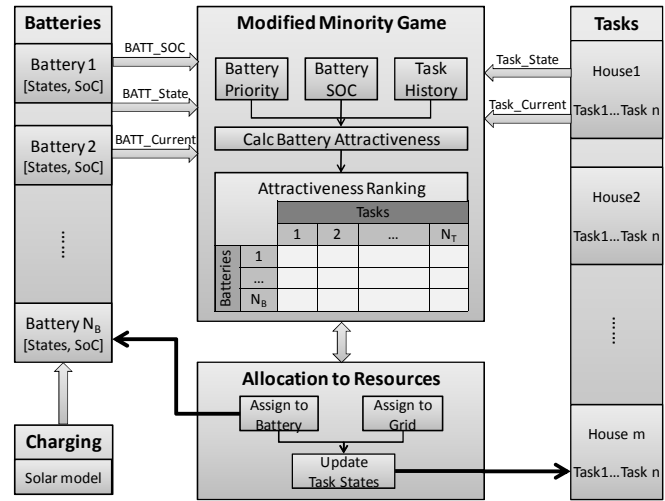 Batteries
Battery 1
[States, SoC]
Battery 2
[States, SoC]
......
Battery NB
[States, SoC]
Charging
Solar model
BATT_SOC
BATT_State
BATT_Current
Modified Minority Game
Battery Priority
Battery SOC
Task History
Calc Battery Attractiveness
Attractiveness Ranking
Tasks
1 2 ... NT
Batteries
1
...
NB
Allocation to Resources
Assign to Battery
Assign to Grid
Update Task States
Task_State
Task_Current
Tasks
House1
Task1...Task n
House2
Task1...Task n
......
House m
Task1...Task n